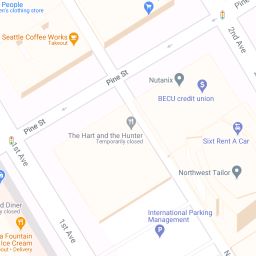 People
n's clothing store
Seattle Coffee Works
Takeout
2nd Ave
Pine St
Nutanix
BECU credit union
Pine St
The Hart and the Hunter
Temporarily closed
Sixt Rent A Car
1st Ave
Northwest Tailor
d Diner
Takeout
1st Ave
International Parking
Management
a Fountain
Ice Cream
Takeout